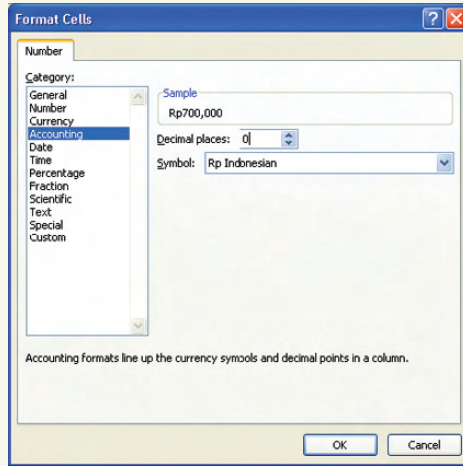 Format Cells
Number
Category:
General
Number
Currency
Accounting
Date
Time
Percentage
Fraction
Scientific
Text
Special
Custom
Sample
Rp700,000
Decimal places: 0
Symbol: Rp Indonesian
Accounting formats line up the currency symbols and decimal points in a column.
OK Cancel